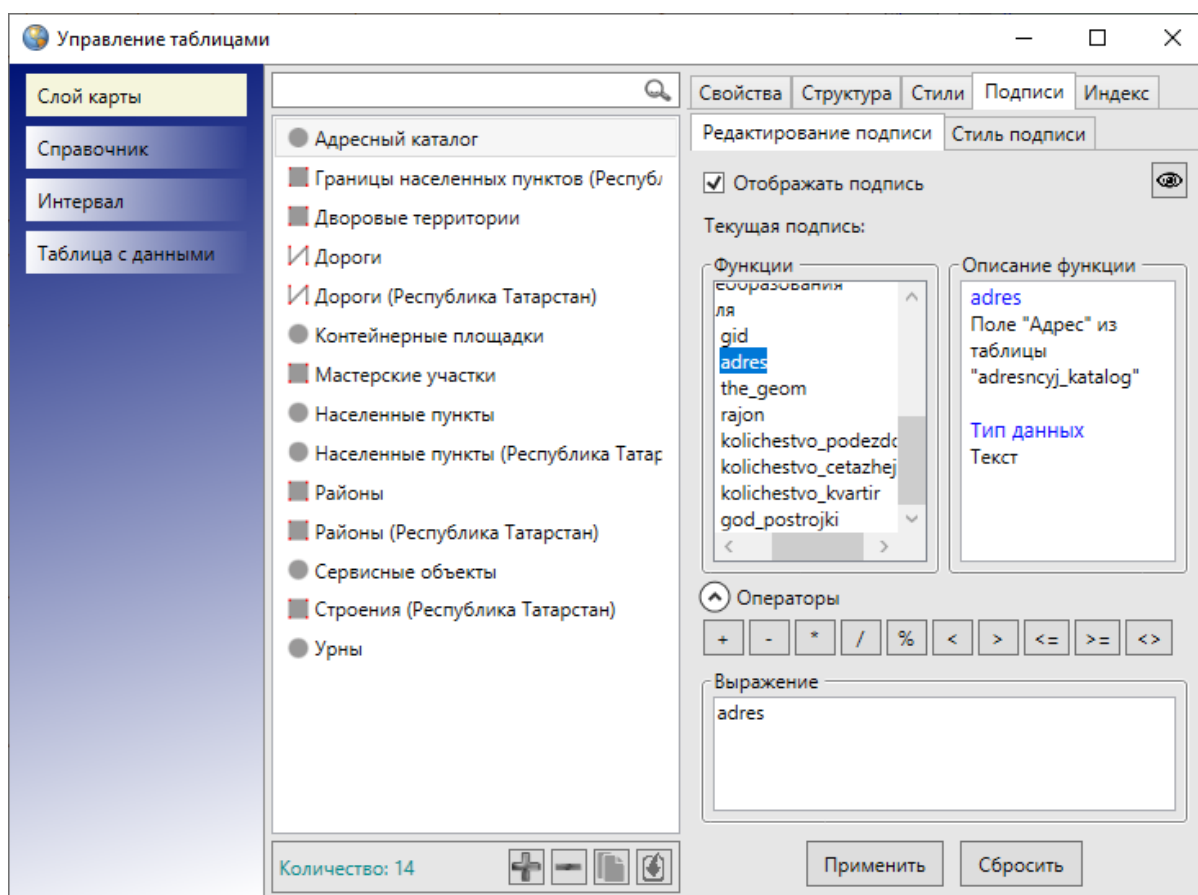 Управление таблицами
Слой карты
Справочник
Интервал
Таблица с данными
Адресный каталог
Границы населенных пунктов (Республ
Дворовые территории
Дороги
Дороги (Республика Татарстан)
Контейнерные площадки
Мастерские участки
Населенные пункты
Населенные пункты (Республика Татар
Районы
Районы (Республика Татарстан)
Сервисные объекты
Строения (Республика Татарстан)
Урны
Количество: 14
Свойства Структура Стили Подписи Индекс
Редактирование подписи Стиль подписи
Отображать подпись
Текущая подпись:
Функции
еобразования
ля
gid
adres
the_geom
rajon
kolichestvo_podezdc
kolichestvo_cetazhej
kolichestvo_kvartir
god_postrojki
Описание функции
adres
Поле "Адрес" из
таблицы
"adresncyj_katalog"
Тип данных
Текст
Операторы
+ - * / % < > <= >= <>
Выражение
adres
Применить Сбросить